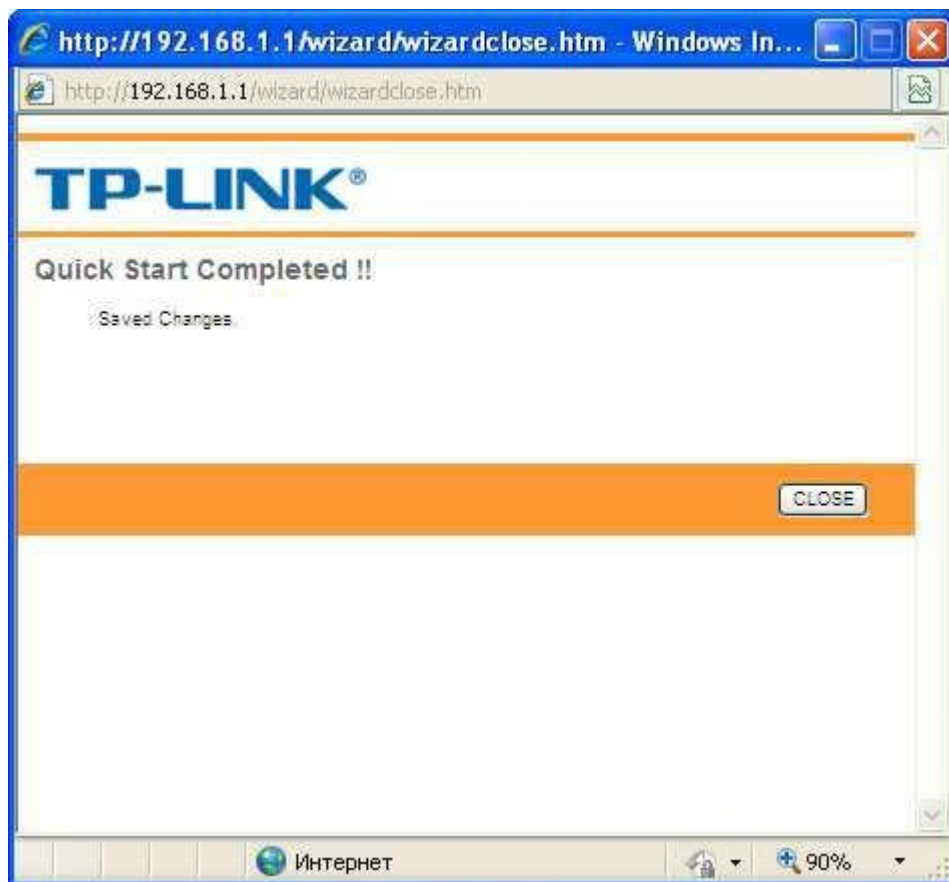 http://192.168.1.1/wizard/wizardclose.htm - Windows In...
http://192.168.1.1/wizard/wizardclose.htm
TP-LINK®
Quick Start Completed !!
Saved Changes.
CLOSE
Интернет
90%